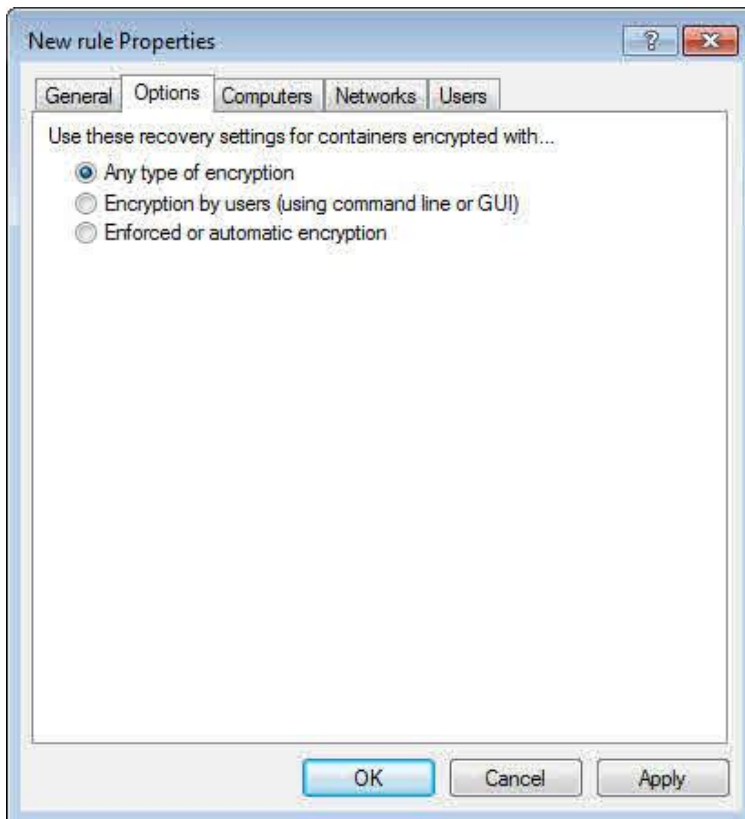 New rule Properties
General Options Computers Networks Users
Use these recovery settings for containers encrypted with...
Any type of encryption
Encryption by users (using command line or GUI)
Enforced or automatic encryption
OK Cancel Apply